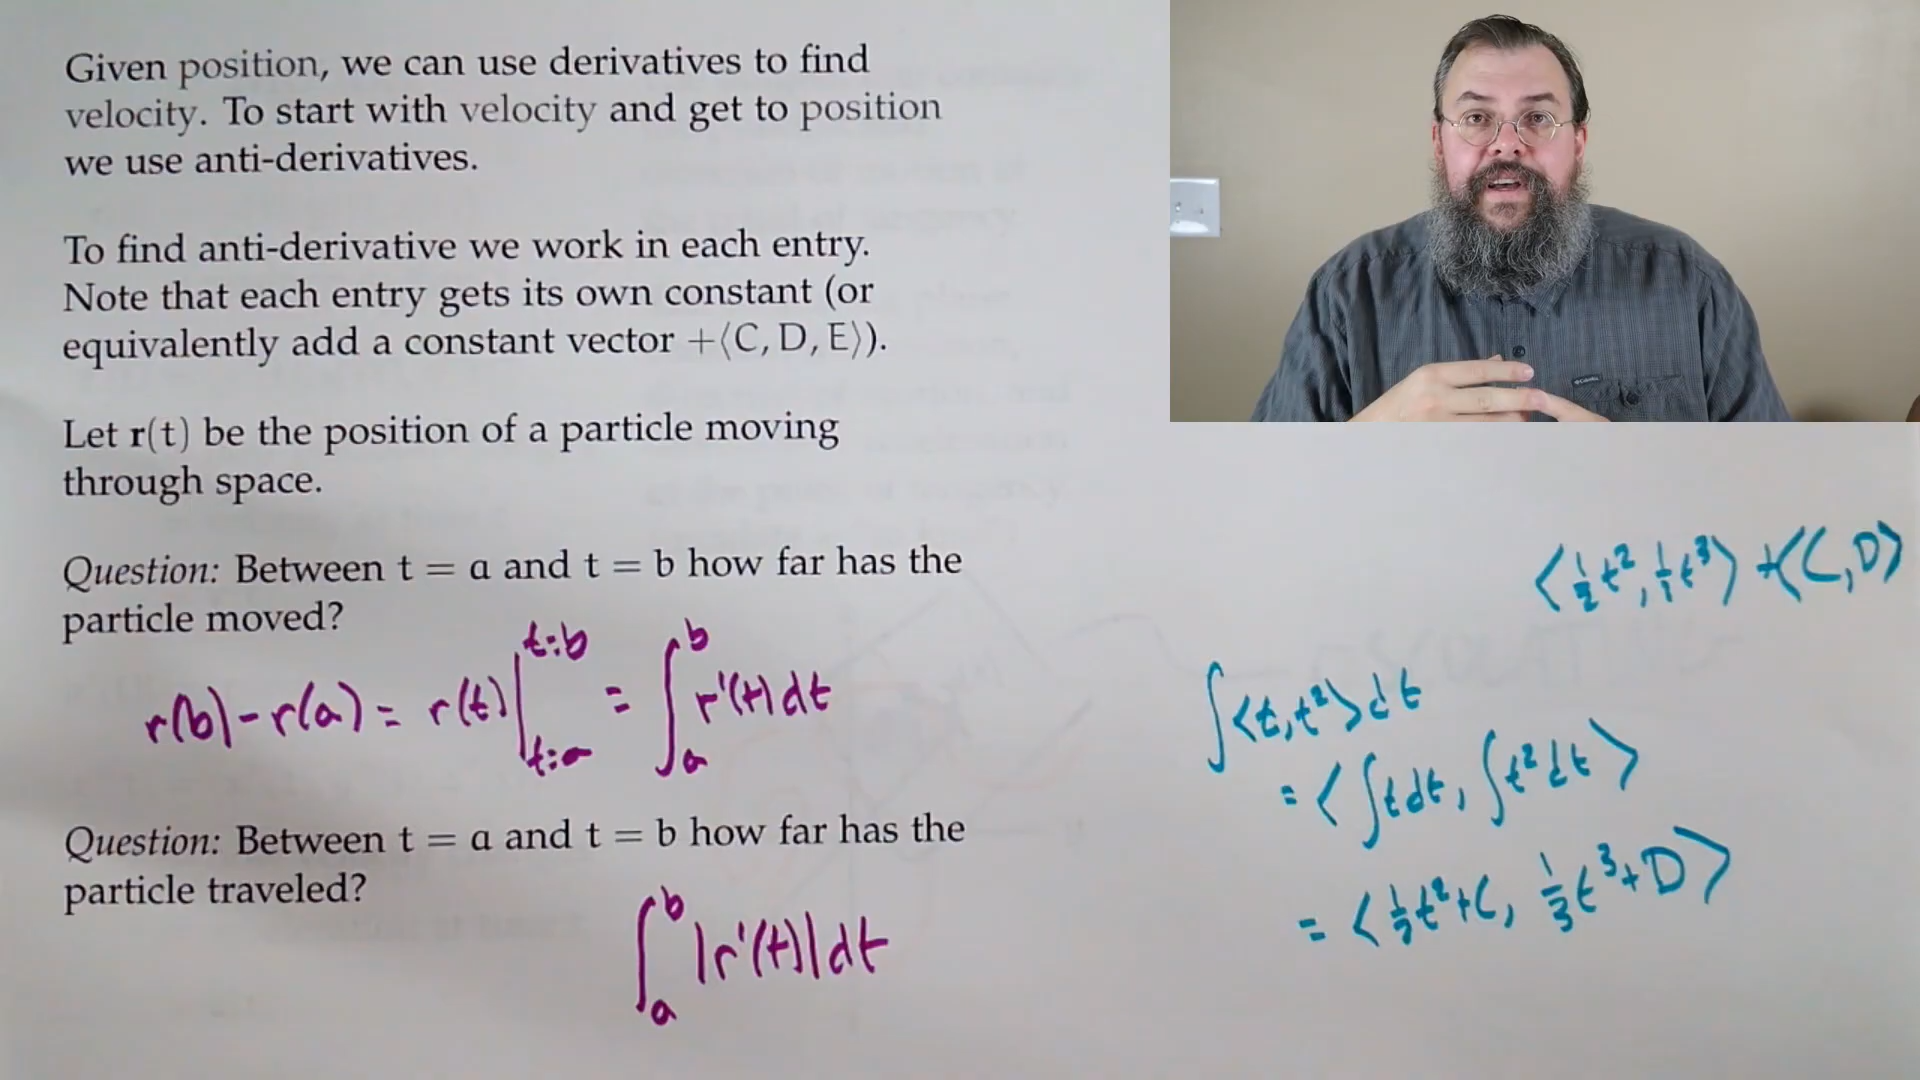 Given position, we can use derivatives to find
velocity. To start with velocity and get to position
we use anti-derivatives.
To find anti-derivative we work in each entry.
Note that each entry gets its own constant (or
equivalently add a constant vector +⟨C, D, E⟩).
Let r(t) be the position of a particle moving
through space.
Question: Between t = a and t = b how far has the
particle moved?
r(b)-r(a) = r(t)|_{t=a}^{t=b} = ∫_a^b r'(t)dt
Question: Between t = a and t = b how far has the
particle traveled?
∫_a^b |r'(t)|dt
⟨½t², ⅓t³⟩ +⟨C,D⟩
∫⟨t,t²⟩dt
= ⟨∫tdt, ∫t²dt⟩
= ⟨½t²+C, ⅓t³+D⟩